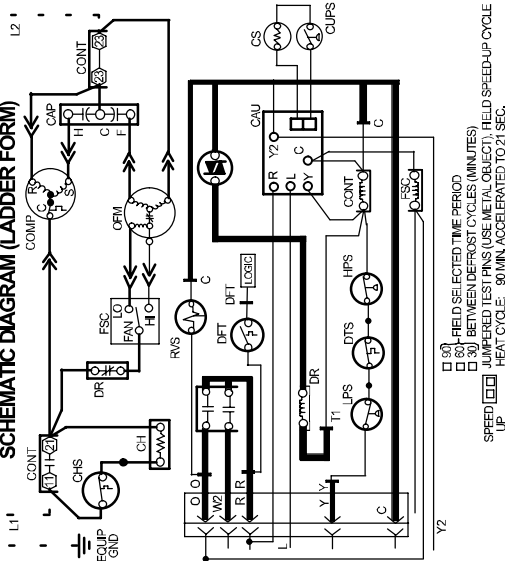 SCHEMATIC DIAGRAM (LADDER FORM)
L1
L2
CONT
11
21
CONT
23
23
CAP
H
C
F
COMP
R
S
C
OFM
FSC
LO
FAN
HI
DR
CHS
CH
EQUIP
GND
CS
CUPS
CAU
Y2
C
R
L
Y
C
CONT
FSC
C
RVS
DFT
LOGIC
DFT
DR
T1
HPS
DTS
LPS
O
O
W2
R
R
Y
Y
C
L
Y2
90
60
30
FIELD SELECTED TIME PERIOD
BETWEEN DEFROST CYCLES (MINUTES)
SPEED
UP
JUMPERED TEST PINS (USE METAL OBJECT), FIELD SPEED-UP CYCLE
HEAT CYCLE: 90 MIN. ACCELERATED TO 21 SEC.